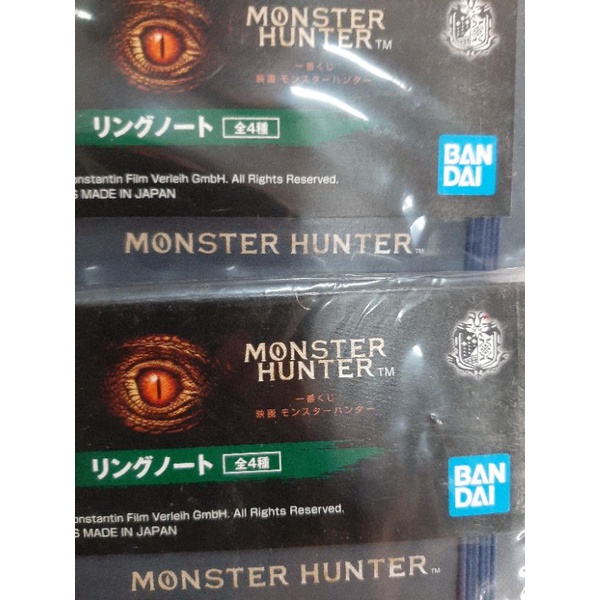 MONSTER
HUNTER™
一番くじ
映画 モンスターハンター
リングノート 全4種
BAN
DAI
onstantin Film Verleih GmbH. All Rights Reserved.
S MADE IN JAPAN
MONSTER HUNTER™
MONSTER
HUNTER™
一番くじ
映画 モンスターハンター
リングノート 全4種
BAN
DAI
onstantin Film Verleih GmbH. All Rights Reserved.
S MADE IN JAPAN
MONSTER HUNTER™